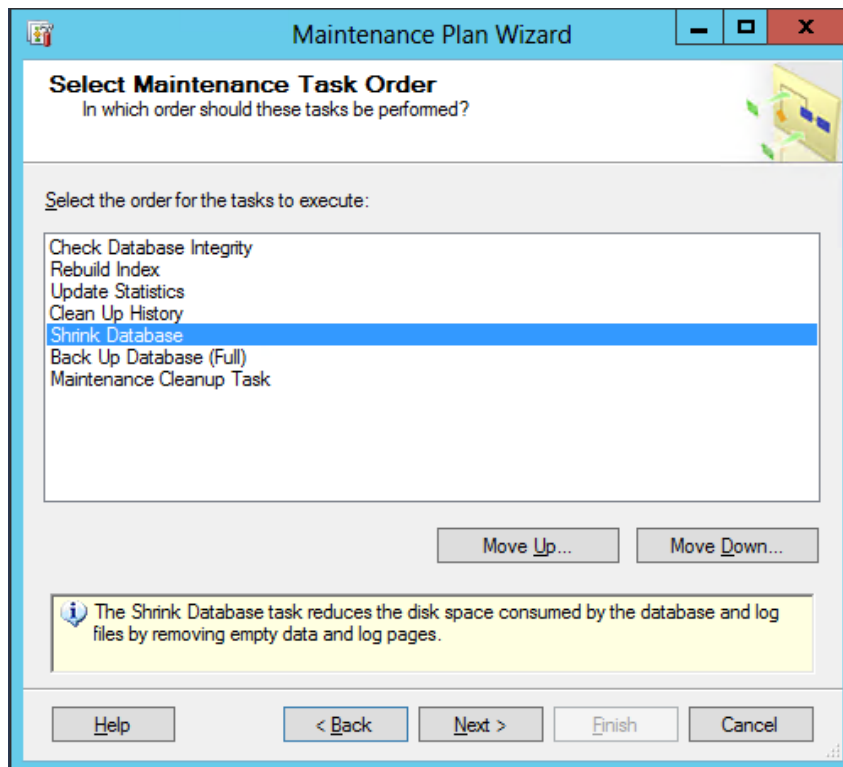 Maintenance Plan Wizard
Select Maintenance Task Order
In which order should these tasks be performed?
Select the order for the tasks to execute:
Check Database Integrity
Rebuild Index
Update Statistics
Clean Up History
Shrink Database
Back Up Database (Full)
Maintenance Cleanup Task
Move Up... Move Down...
The Shrink Database task reduces the disk space consumed by the database and log
files by removing empty data and log pages.
Help < Back Next > Finish Cancel